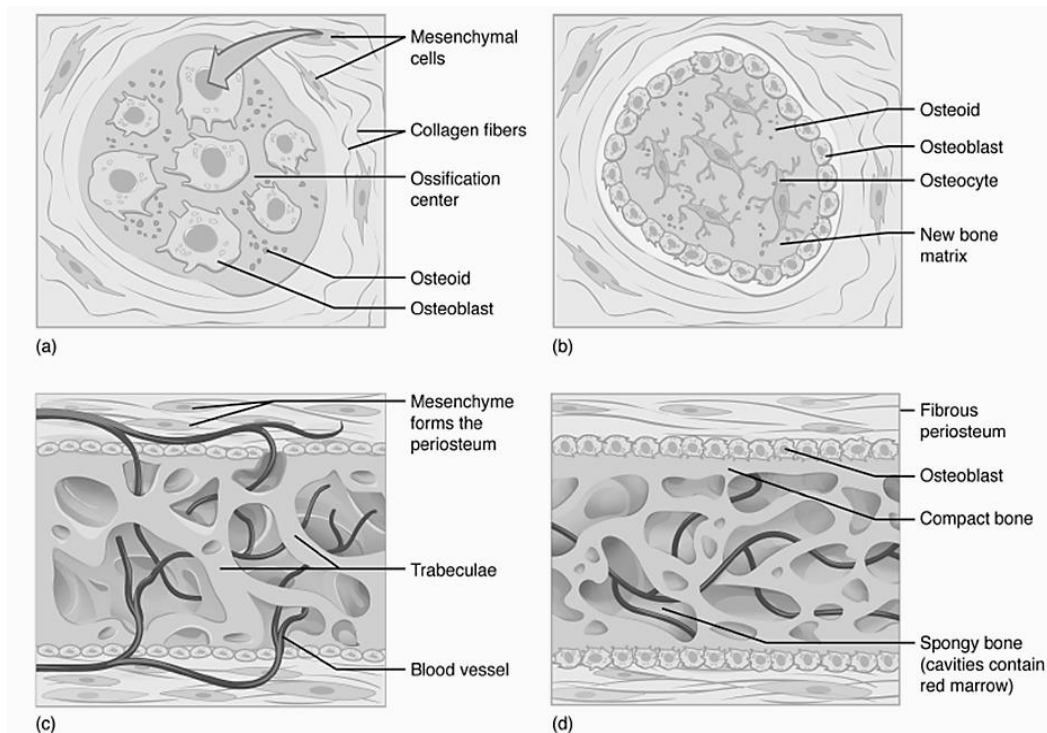 Mesenchymal
cells
Collagen fibers
Ossification
center
Osteoid
Osteoblast
(a)
Osteoid
Osteoblast
Osteocyte
New bone
matrix
(b)
Mesenchyme
forms the
periosteum
Trabeculae
Blood vessel
(c)
Fibrous
periosteum
Osteoblast
Compact bone
Spongy bone
(cavities contain
red marrow)
(d)